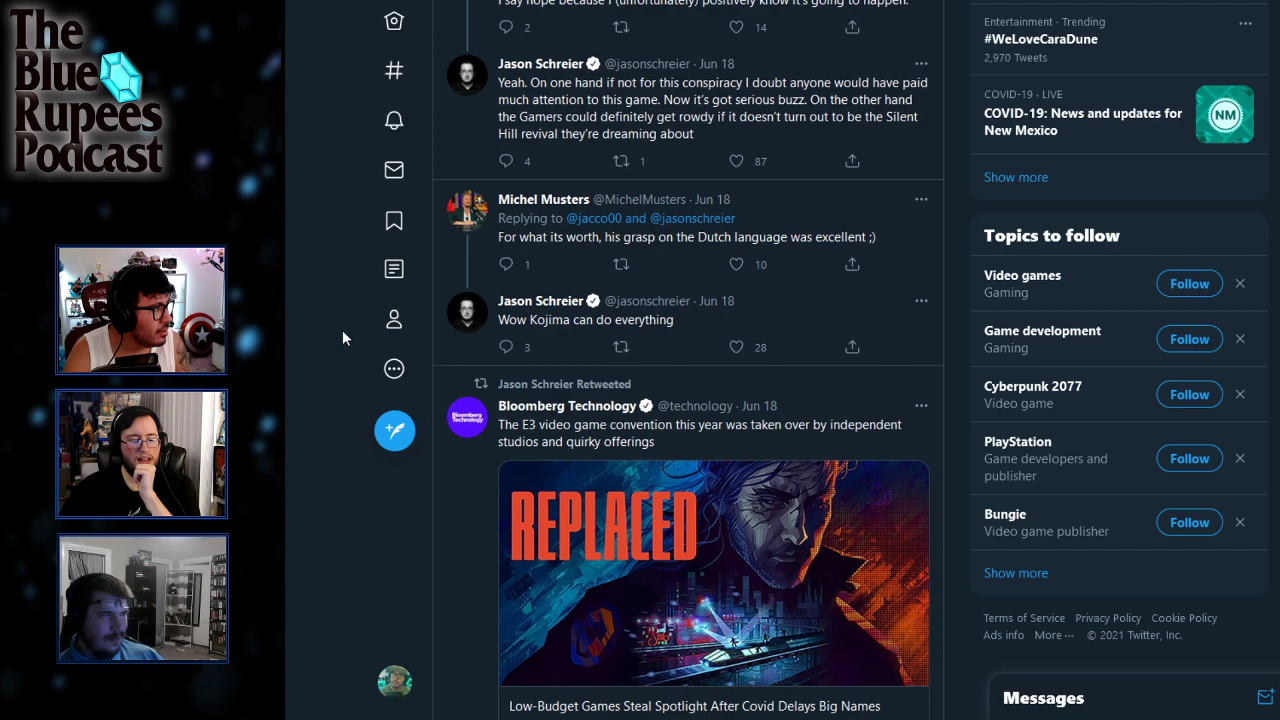 The
Blue
Rupees
Podcast
I say hope because I (unfortunately) positively know it's going to happen.
2 14
Jason Schreier @jasonschreier · Jun 18
Yeah. On one hand if not for this conspiracy I doubt anyone would have paid
much attention to this game. Now it's got serious buzz. On the other hand
the Gamers could definitely get rowdy if it doesn't turn out to be the Silent
Hill revival they're dreaming about
4 1 87
Michel Musters @MichelMusters · Jun 18
Replying to @jacco00 and @jasonschreier
For what its worth, his grasp on the Dutch language was excellent ;)
1 10
Jason Schreier @jasonschreier · Jun 18
Wow Kojima can do everything
3 28
Jason Schreier Retweeted
Bloomberg Technology @technology · Jun 18
The E3 video game convention this year was taken over by independent
studios and quirky offerings
Bloomberg
Technology
REPLACED
Low-Budget Games Steal Spotlight After Covid Delays Big Names
Entertainment · Trending
#WeLoveCaraDune
2,970 Tweets
COVID-19 · LIVE
COVID-19: News and updates for
New Mexico
NM
Show more
Topics to follow
Video games
Gaming
Follow
Game development
Gaming
Follow
Cyberpunk 2077
Video game
Follow
PlayStation
Game developers and
publisher
Follow
Bungie
Video game publisher
Follow
Show more
Terms of Service Privacy Policy Cookie Policy
Ads info More ··· © 2021 Twitter, Inc.
Messages